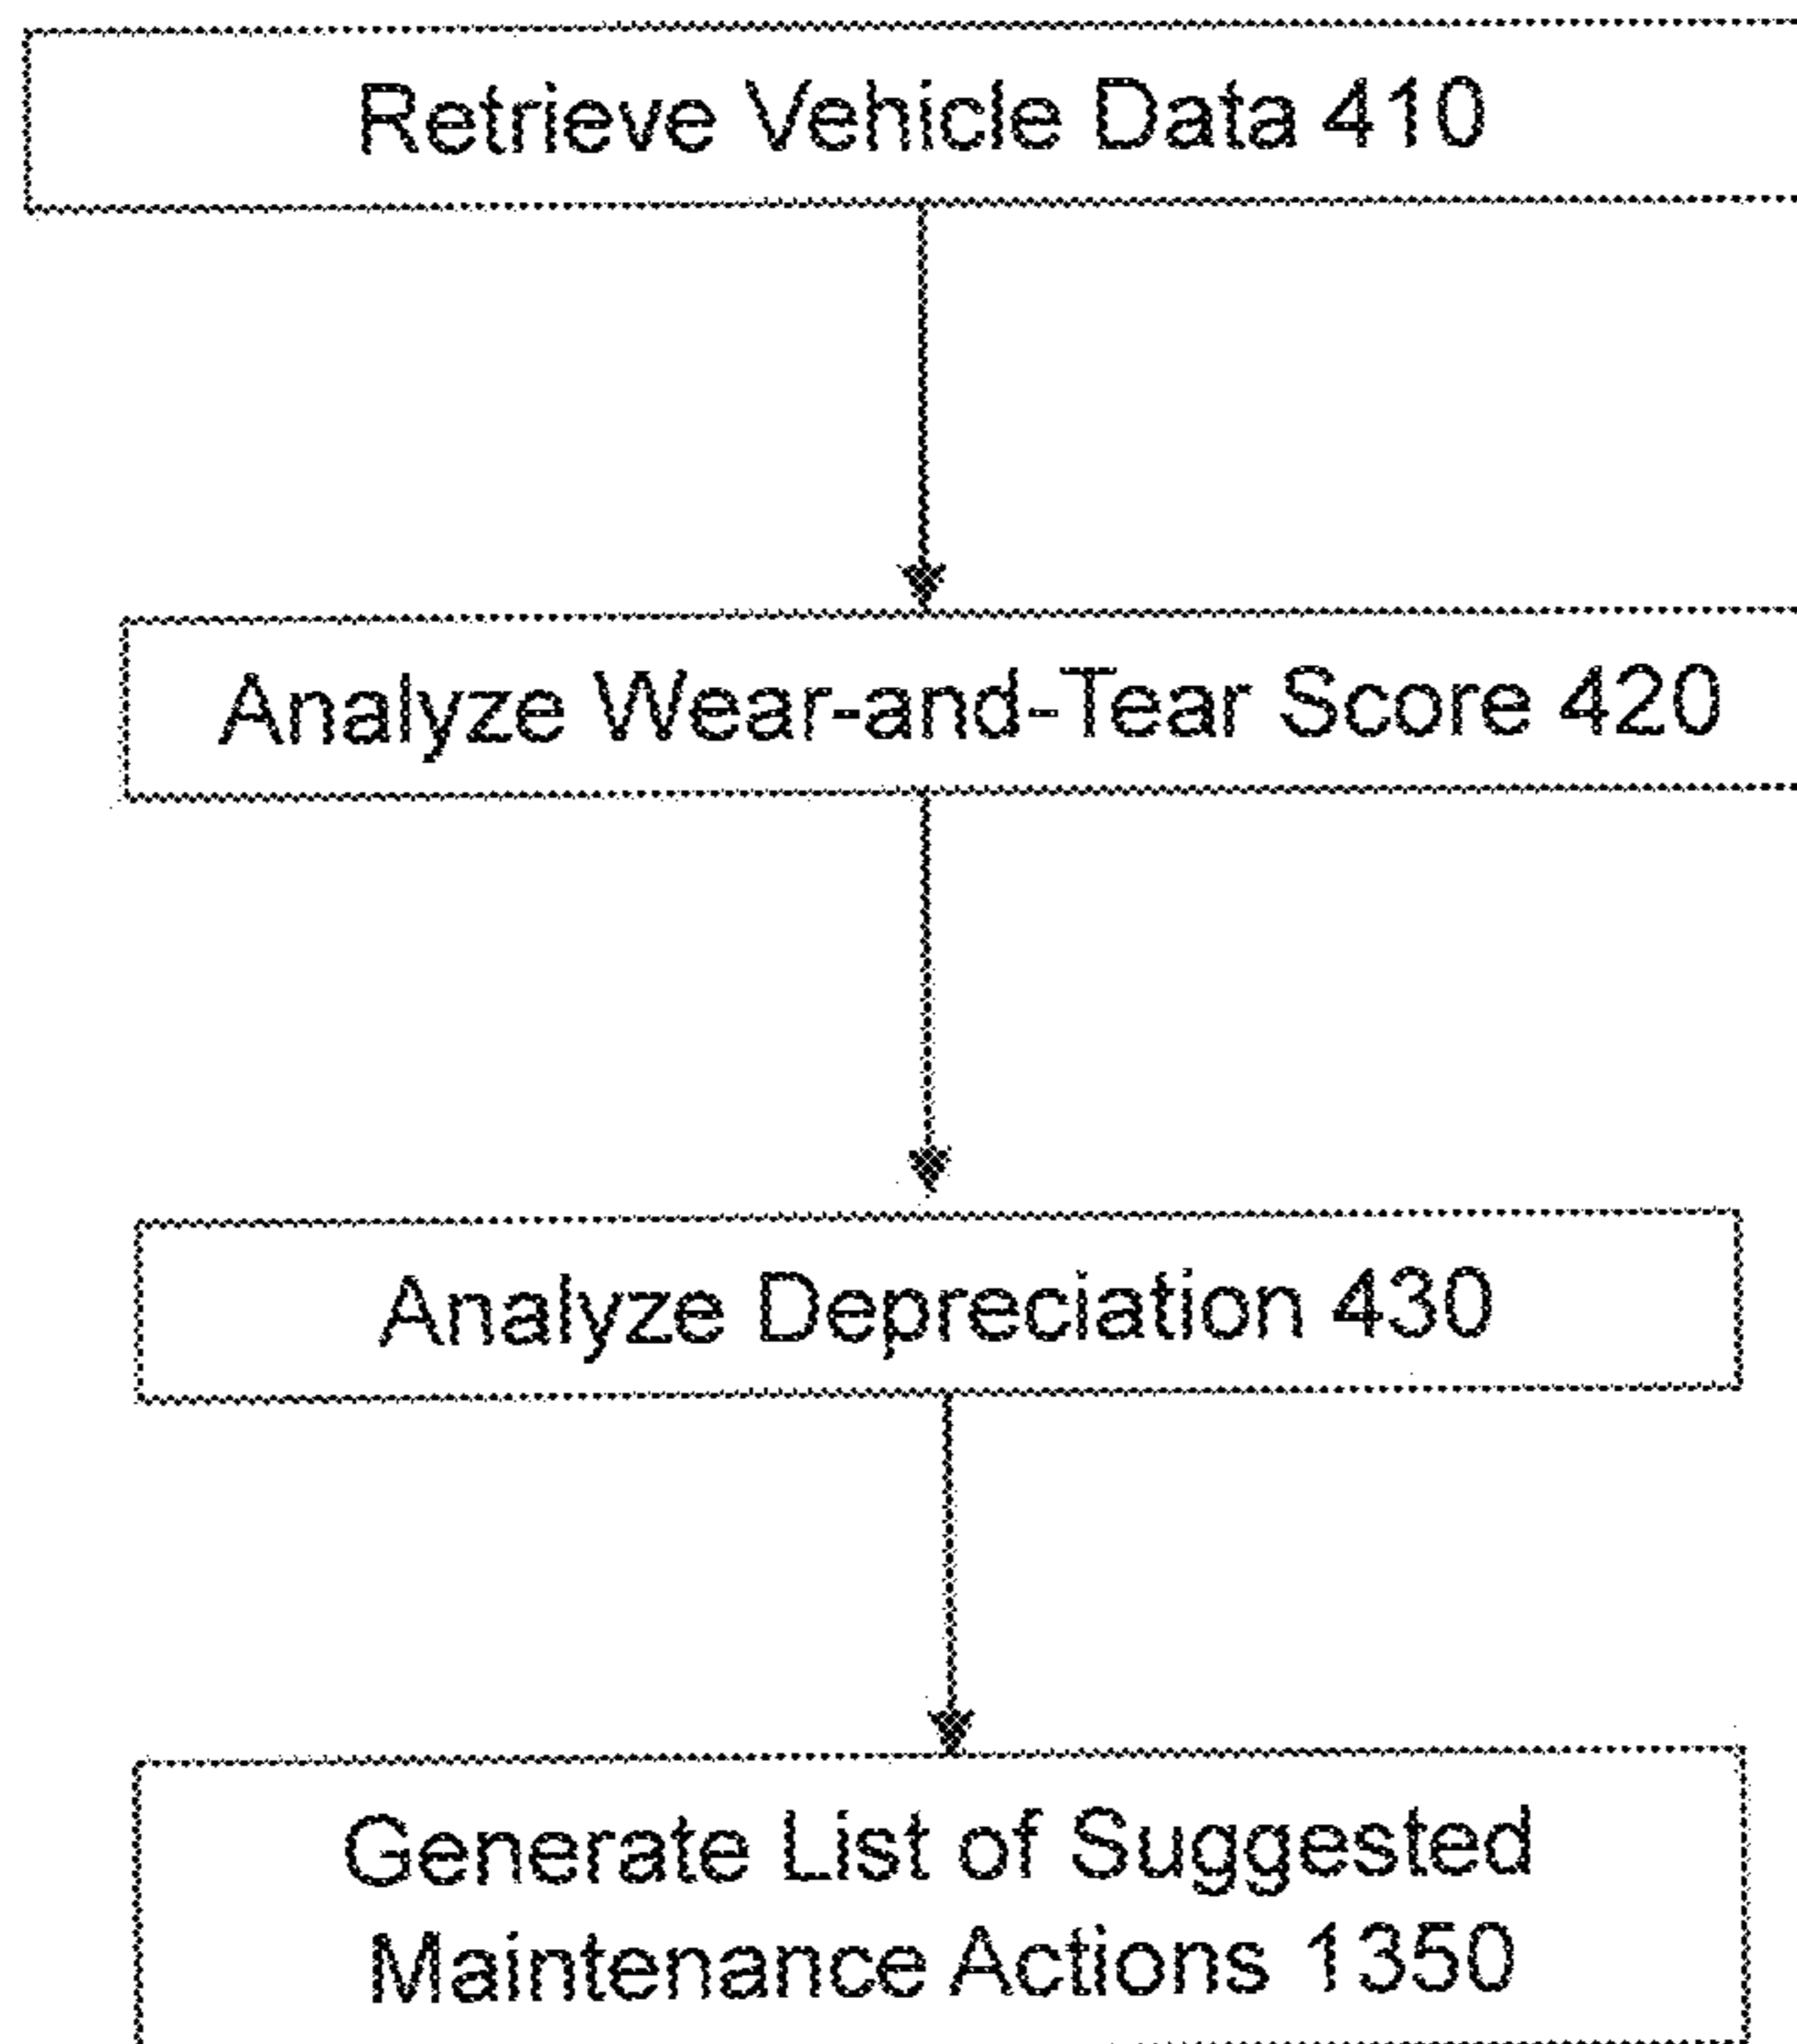 Retrieve Vehicle Data 410
Analyze Wear-and-Tear Score 420
Analyze Depreciation 430
Generate List of Suggested
Maintenance Actions 1350